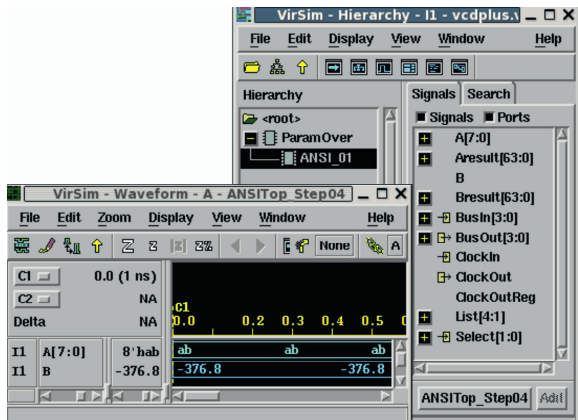 VirSim - Hierarchy - I1 - vcdplus.v
File Edit Display View Window Help
Hierarchy
<root>
ParamOver
ANSI_01
Signals Search
Signals Ports
A[7:0]
Aresult[63:0]
B
Bresult[63:0]
BusIn[3:0]
BusOut[3:0]
ClockIn
ClockOut
ClockOutReg
List[4:1]
Select[1:0]
ANSITop_Step04 Add
VirSim - Waveform - A - ANSITop_Step04
File Edit Zoom Display View Window Help
None A
C1 0.0 (1 ns)
C2 NA
Delta NA
C1
0.0 0.2 0.3 0.4 0.5
I1 A[7:0] 8'hab ab ab ab
I1 B -376.8 -376.8 -376.8